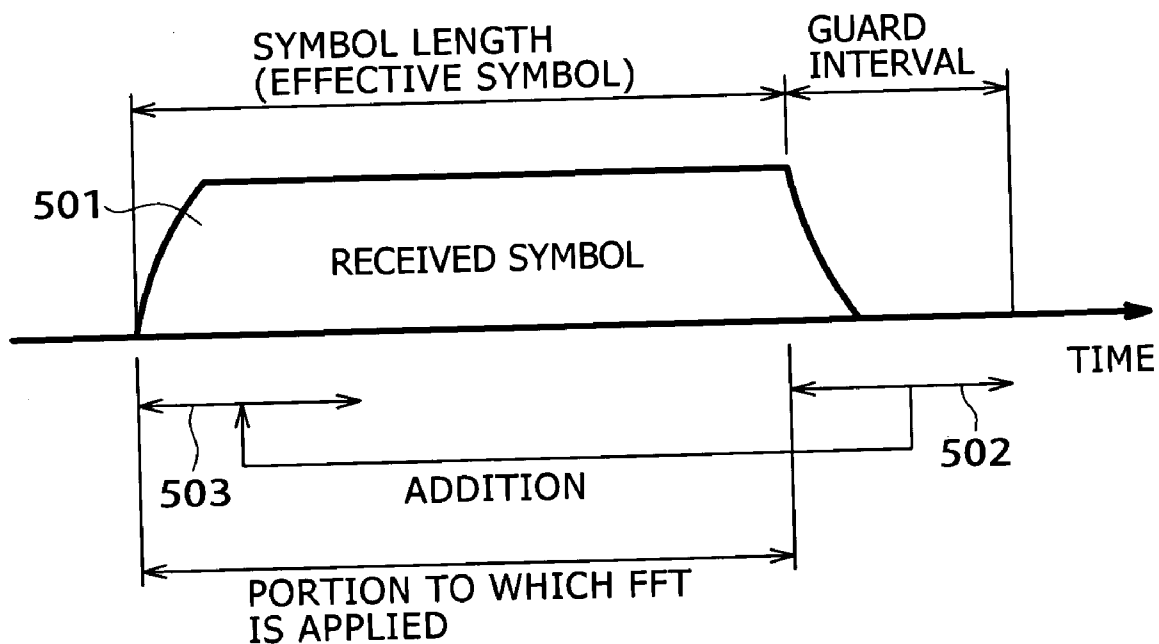 SYMBOL LENGTH
(EFFECTIVE SYMBOL)
GUARD
INTERVAL
501
RECEIVED SYMBOL
TIME
503
502
ADDITION
PORTION TO WHICH FFT
IS APPLIED